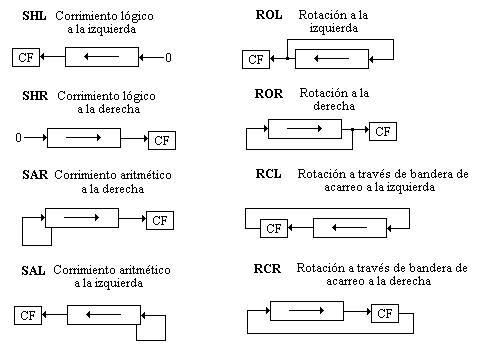 SHL Corrimiento lógico
a la izquierda
CF
0
SHR Corrimiento lógico
a la derecha
0
CF
SAR Corrimiento aritmético
a la derecha
CF
SAL Corrimiento aritmético
a la izquierda
CF
ROL Rotación a la
izquierda
CF
ROR Rotación a la
derecha
CF
RCL Rotación a través de bandera de
acarreo a la izquierda
CF
RCR Rotación a través de bandera de
acarreo a la derecha
CF